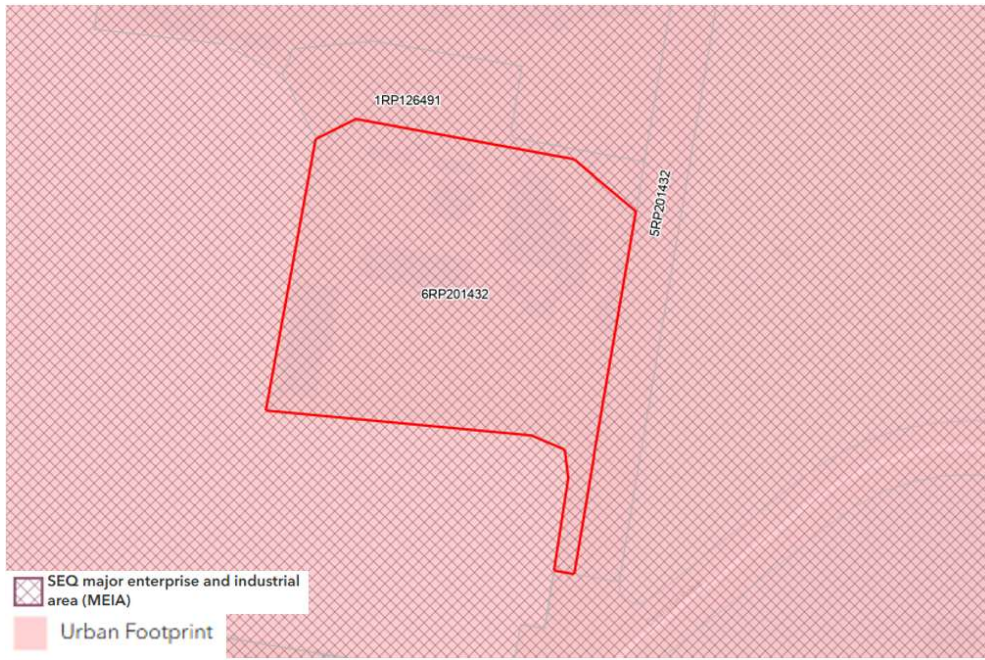 1RP126491
5RP201432
6RP201432
SEQ major enterprise and industrial
area (MEIA)
Urban Footprint